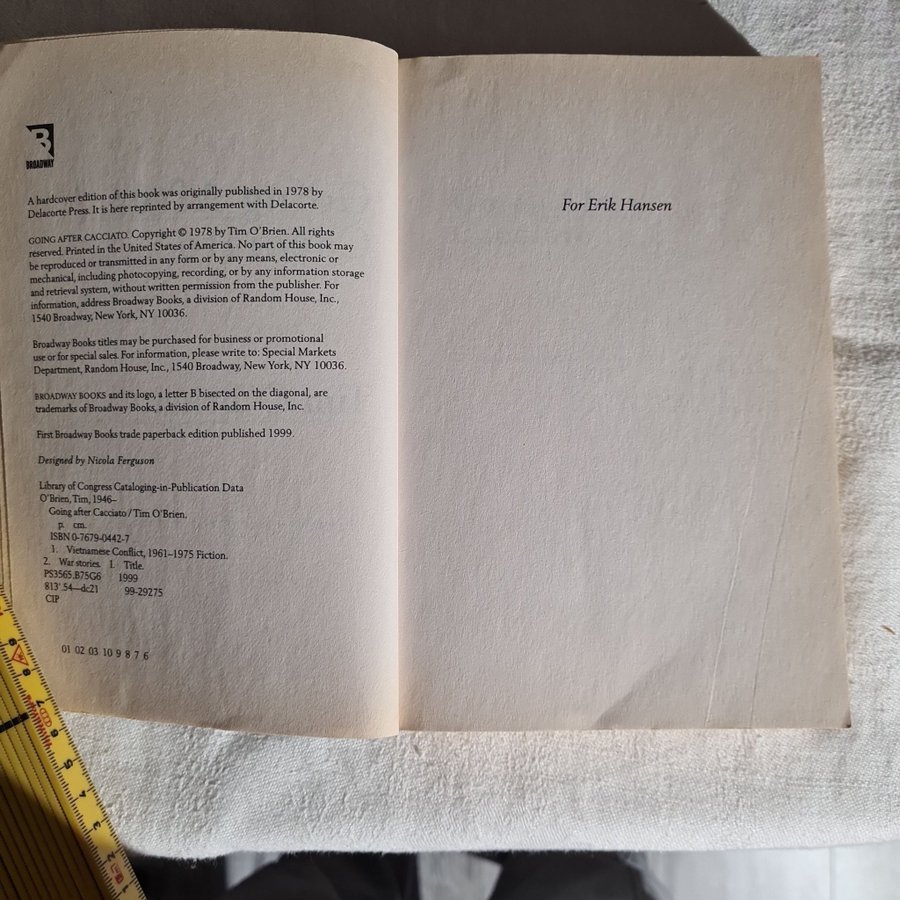 B
BROADWAY
A hardcover edition of this book was originally published in 1978 by
Delacorte Press. It is here reprinted by arrangement with Delacorte.
GOING AFTER CACCIATO. Copyright © 1978 by Tim O'Brien. All rights
reserved. Printed in the United States of America. No part of this book may
be reproduced or transmitted in any form or by any means, electronic or
mechanical, including photocopying, recording, or by any information storage
and retrieval system, without written permission from the publisher. For
information, address Broadway Books, a division of Random House, Inc.,
1540 Broadway, New York, NY 10036.
Broadway Books titles may be purchased for business or promotional
use or for special sales. For information, please write to: Special Markets
Department, Random House, Inc., 1540 Broadway, New York, NY 10036.
BROADWAY BOOKS and its logo, a letter B bisected on the diagonal, are
trademarks of Broadway Books, a division of Random House, Inc.
First Broadway Books trade paperback edition published 1999.
Designed by Nicola Ferguson
Library of Congress Cataloging-in-Publication Data
O'Brien, Tim, 1946–
Going after Cacciato / Tim O'Brien.
p. cm.
ISBN 0-7679-0442-7
1. Vietnamese Conflict, 1961–1975 Fiction.
2. War stories. I. Title.
PS3565.B75G6 1999
813'.54—dc21 99-29275
CIP
01 02 03 10 9 8 7 6
For Erik Hansen
9
8
7
6
5
4
3
2
1